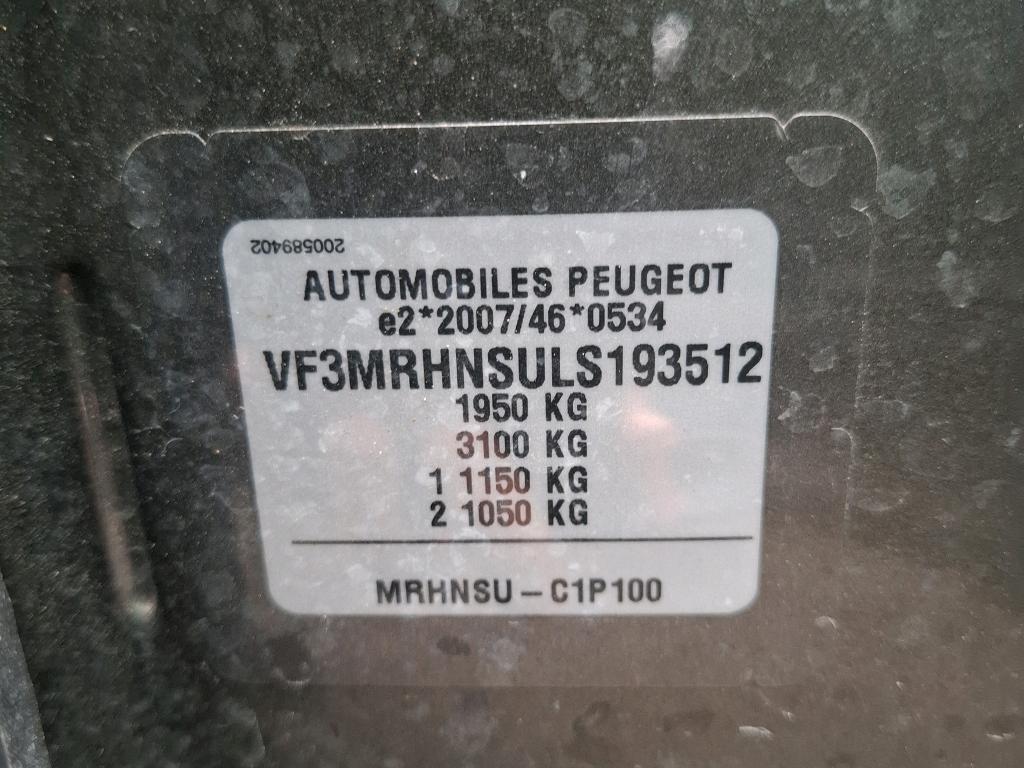 200589402
AUTOMOBILES PEUGEOT
e2*2007/46*0534
VF3MRHNSULS193512
1950 KG
3100 KG
1 1150 KG
2 1050 KG
MRHNSU – C1P100